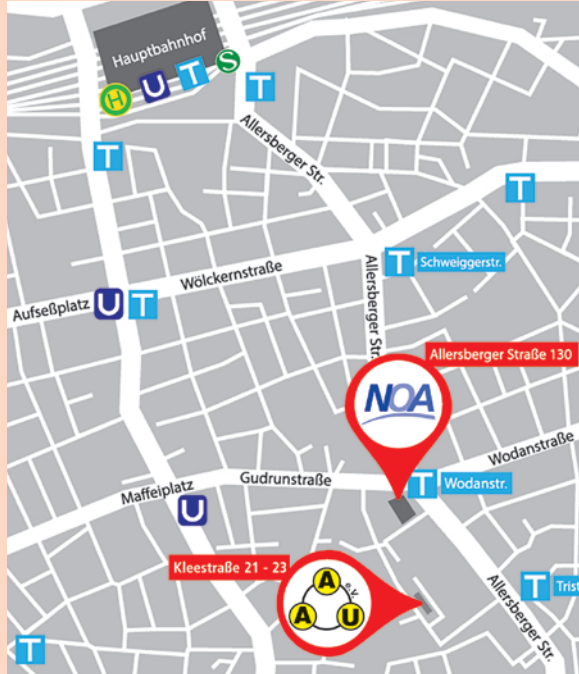 Hauptbahnhof
H U T S
T
Allersberger Str.
T
T
Allersberger Str.
T Schweiggerstr.
Wölckernstraße
Aufseßplatz U T
Allersberger Straße 130
NOA
Wodanstraße
Gudrunstraße
T Wodanstr.
Maffeiplatz
U
Kleestraße 21 - 23
A A U e.V.
T Trist
Allersberger Str.
T